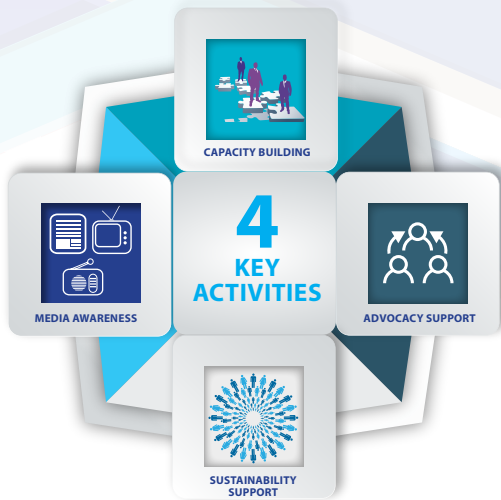 CAPACITY BUILDING
4
KEY
ACTIVITIES
MEDIA AWARENESS
ADVOCACY SUPPORT
SUSTAINABILITY
SUPPORT